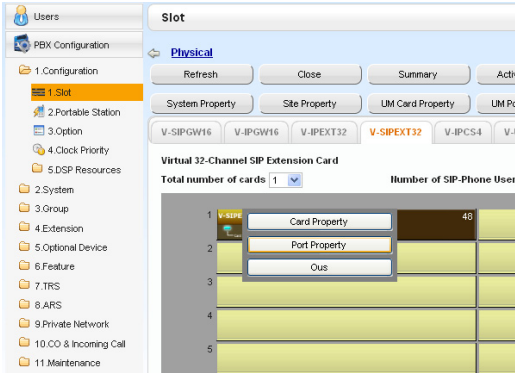 Users
PBX Configuration
1.Configuration
1.Slot
2.Portable Station
3.Option
4.Clock Priority
5.DSP Resources
2.System
3.Group
4.Extension
5.Optional Device
6.Feature
7.TRS
8.ARS
9.Private Network
10.CO & Incoming Call
11.Maintenance
Slot
Physical
Refresh Close Summary Activ
System Property Site Property UM Card Property UM Po
V-SIPGW16 V-IPGW16 V-IPEXT32 V-SIPEXT32 V-IPCS4 V-
Virtual 32-Channel SIP Extension Card
Total number of cards 1 Number of SIP-Phone User
1 V-SIPE 48
Card Property
Port Property
Ous
2
3
4
5